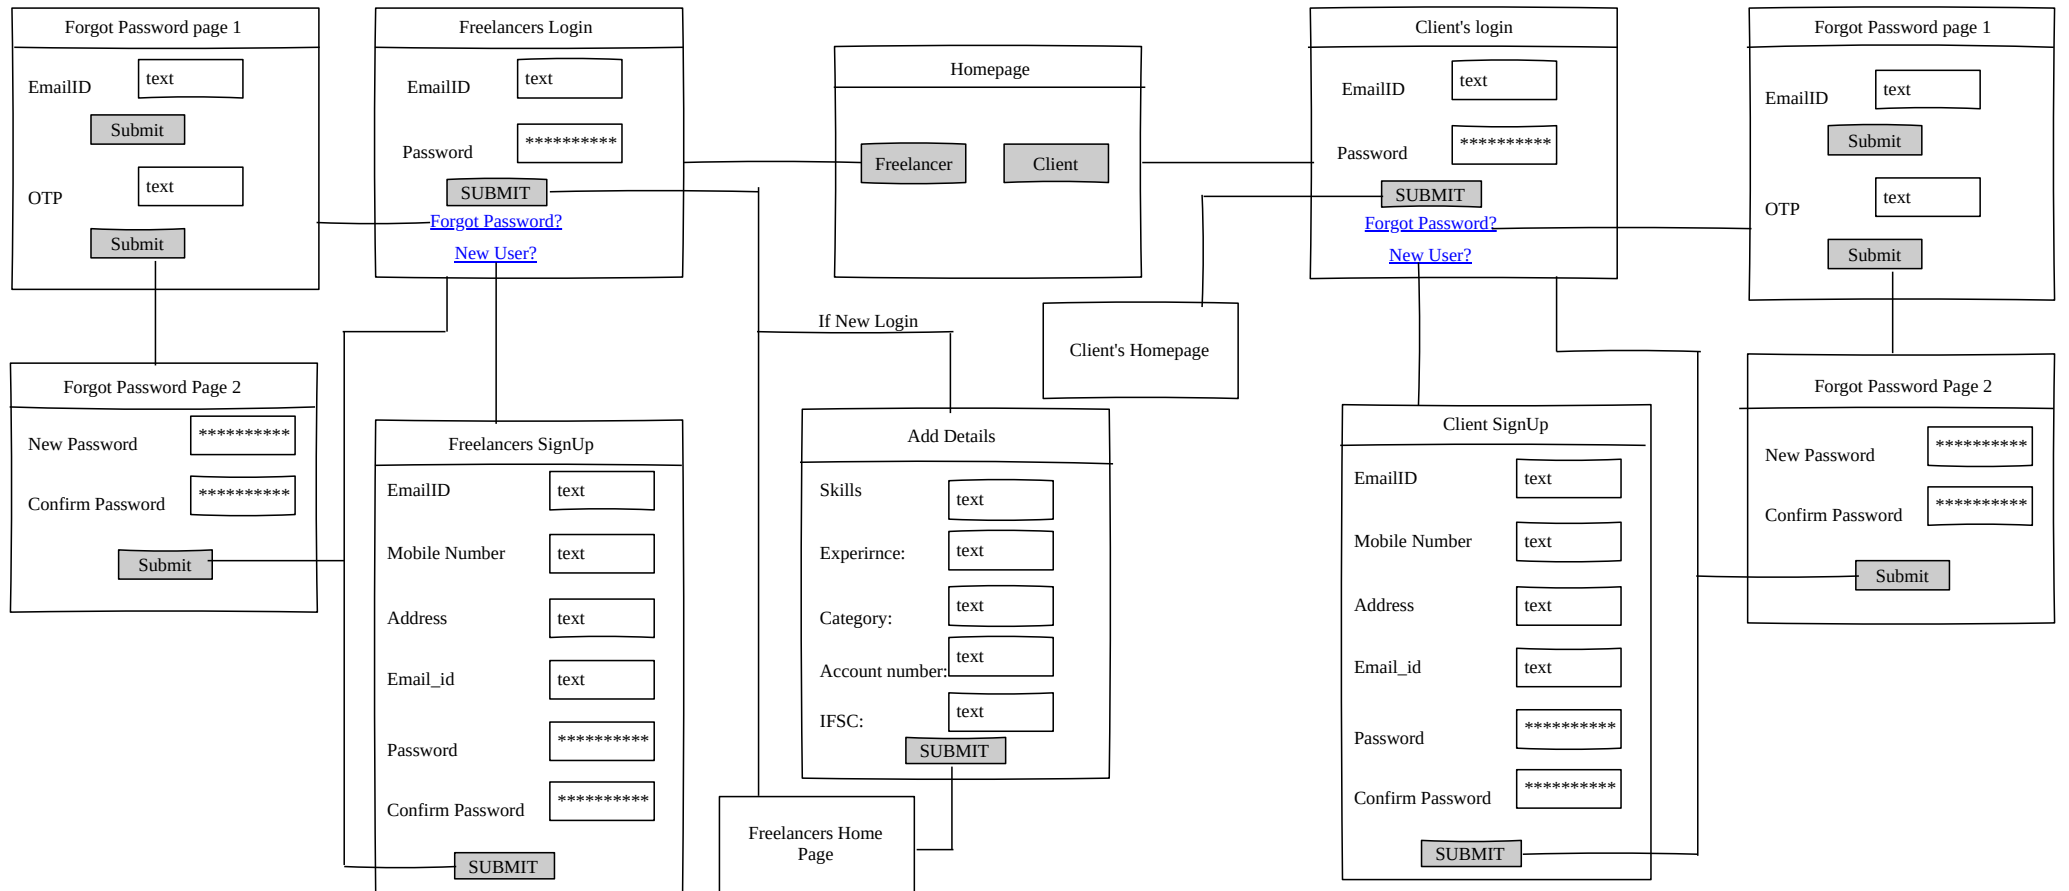 Forgot Password page 1
EmailID
text
Submit
OTP
text
Submit
Freelancers Login
EmailID
text
Password
**********
SUBMIT
Forgot Password?
New User?
Homepage
Freelancer
Client
Client's login
EmailID
text
Password
**********
SUBMIT
Forgot Password?
New User?
Forgot Password page 1
EmailID
text
Submit
OTP
text
Submit
Forgot Password Page 2
New Password
**********
Confirm Password
**********
Submit
Freelancers SignUp
EmailID
text
Mobile Number
text
Address
text
Email_id
text
Password
**********
Confirm Password
**********
SUBMIT
If New Login
Add Details
Skills
text
Experirnce:
text
Category:
text
Account number:
text
IFSC:
text
SUBMIT
Freelancers Home
Page
Client's Homepage
Client SignUp
EmailID
text
Mobile Number
text
Address
text
Email_id
text
Password
**********
Confirm Password
**********
SUBMIT
Forgot Password Page 2
New Password
**********
Confirm Password
**********
Submit